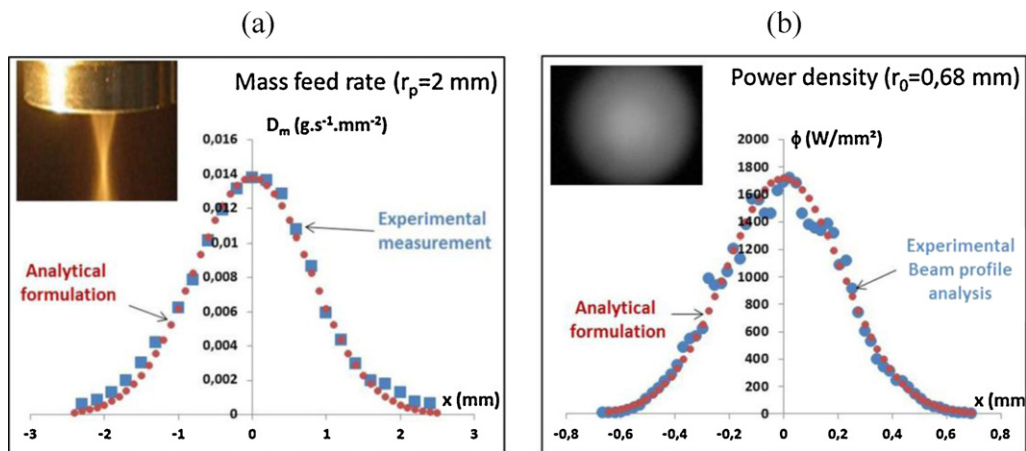 (a)
Mass feed rate (rp=2 mm)
Dm (g.s-1.mm-2)
0,016
0,014
0,012
0,01
0,008
0,006
0,004
0,002
0
Experimental
measurement
Analytical
formulation
x (mm)
-3
-2
-1
0
1
2
3
(b)
Power density (r0=0,68 mm)
ϕ (W/mm²)
2000
1800
1600
1400
1200
1000
800
600
400
200
0
Experimental
Beam profile
analysis
Analytical
formulation
x (mm
-0,8
-0,6
-0,4
-0,2
0
0,2
0,4
0,6
0,8